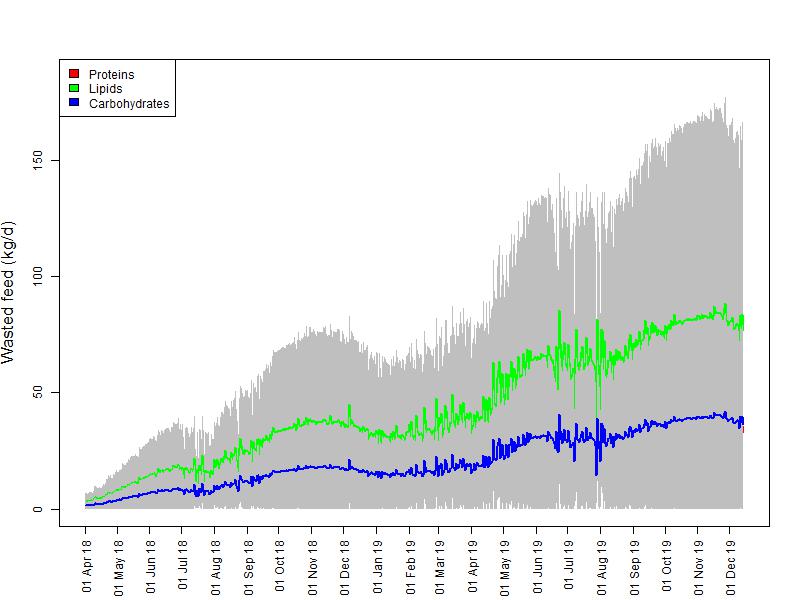 Proteins
Lipids
Carbohydrates
Wasted feed (kg/d)
150
100
50
0
01 Apr 18
01 May 18
01 Jun 18
01 Jul 18
01 Aug 18
01 Sep 18
01 Oct 18
01 Nov 18
01 Dec 18
01 Jan 19
01 Feb 19
01 Mar 19
01 Apr 19
01 May 19
01 Jun 19
01 Jul 19
01 Aug 19
01 Sep 19
01 Oct 19
01 Nov 19
01 Dec 19